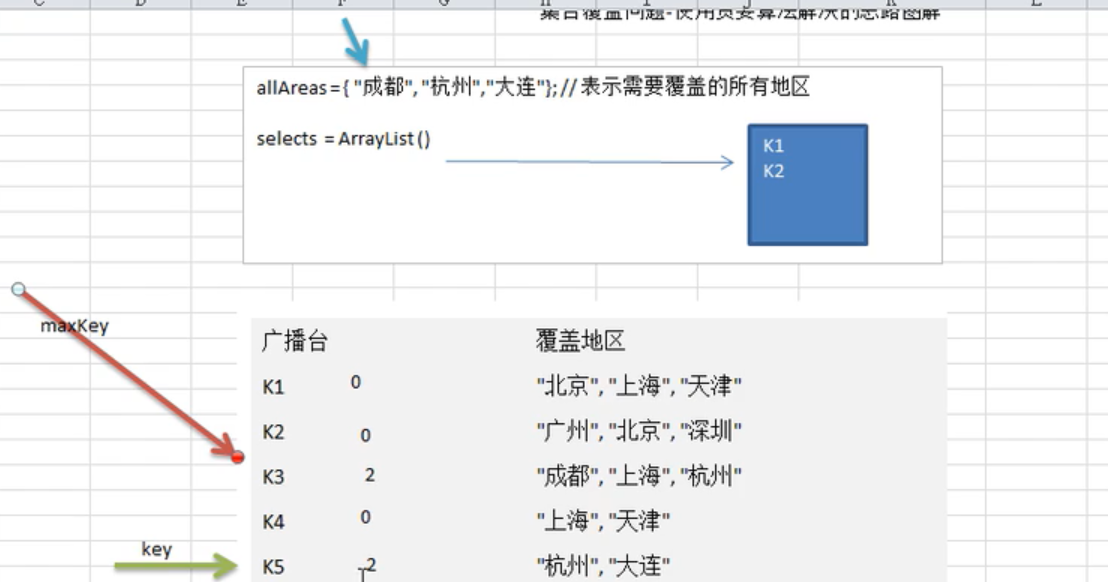 C D E F G H I J K L
集合覆盖问题-使用贪婪算法解决的思路图解
allAreas={ "成都", "杭州","大连"};// 表示需要覆盖的所有地区
selects = ArrayList ()
K1
K2
maxKey
广播台 覆盖地区
K1 0 "北京", "上海", "天津"
K2 0 "广州", "北京", "深圳"
K3 2 "成都", "上海", "杭州"
K4 0 "上海", "天津"
key
K5 2 "杭州", "大连"